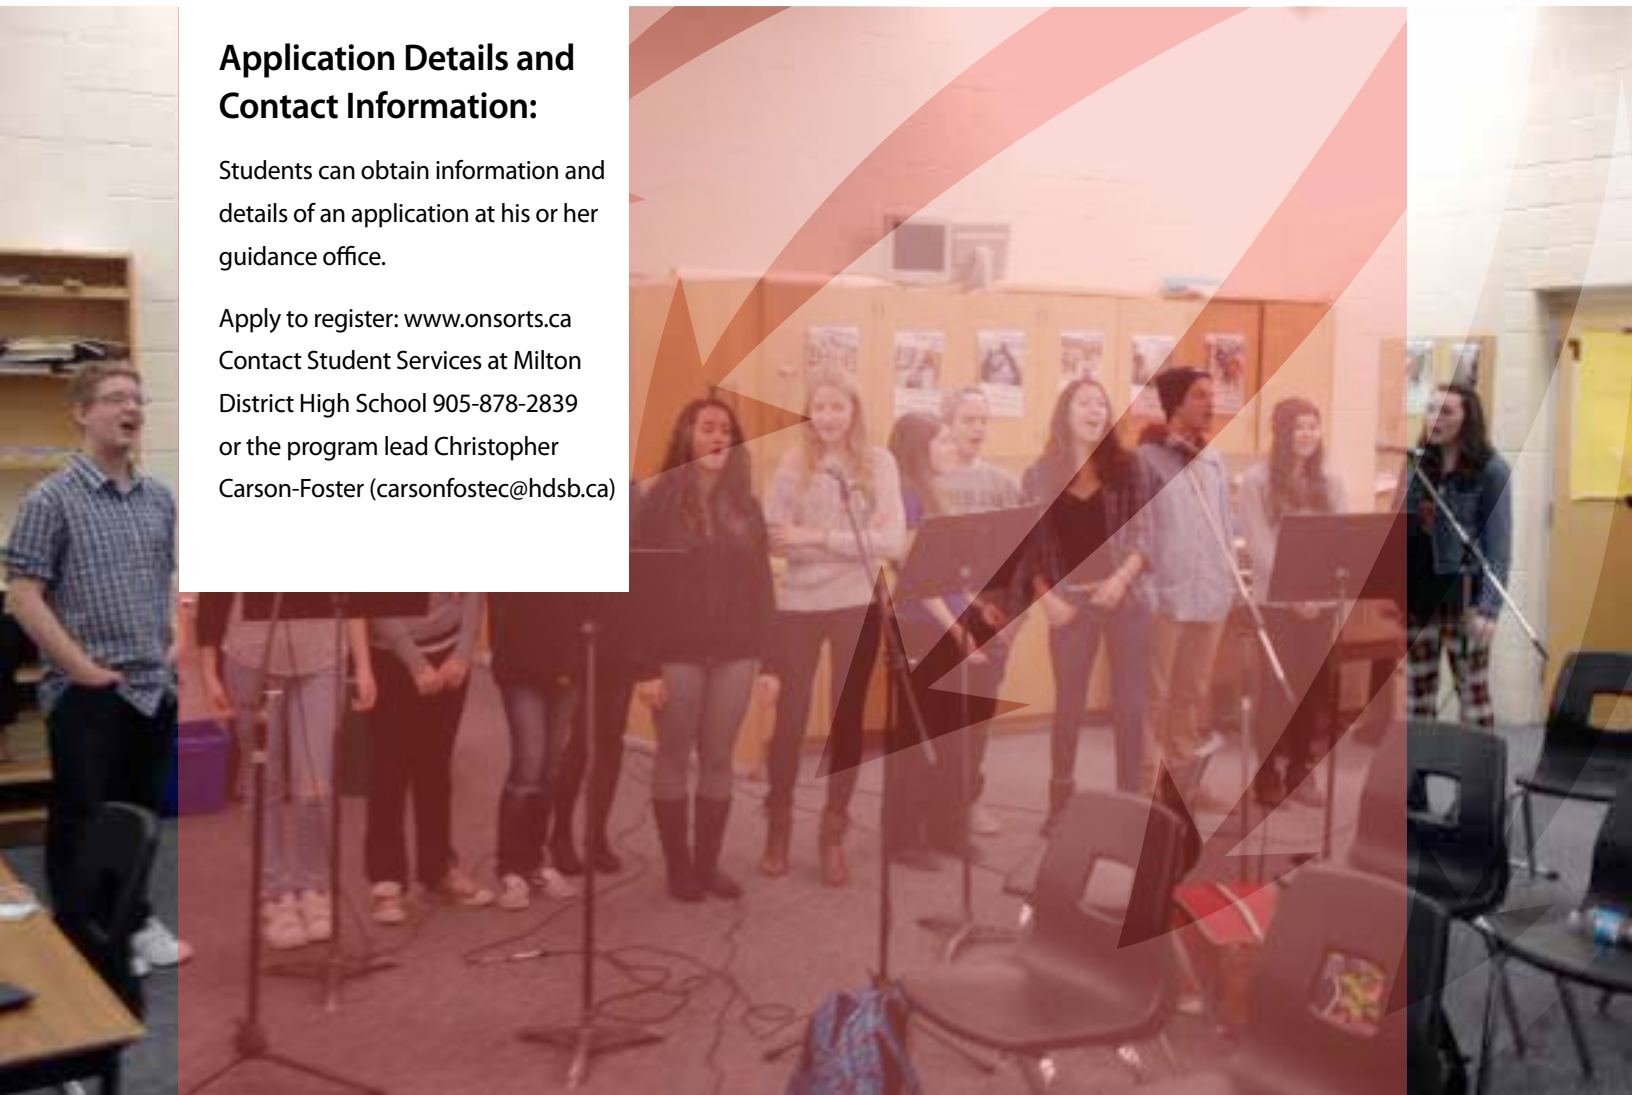 Application Details and
Contact Information:
Students can obtain information and
details of an application at his or her
guidance office.
Apply to register: www.onsorts.ca
Contact Student Services at Milton
District High School 905-878-2839
or the program lead Christopher
Carson-Foster (carsonfostec@hdsb.ca)